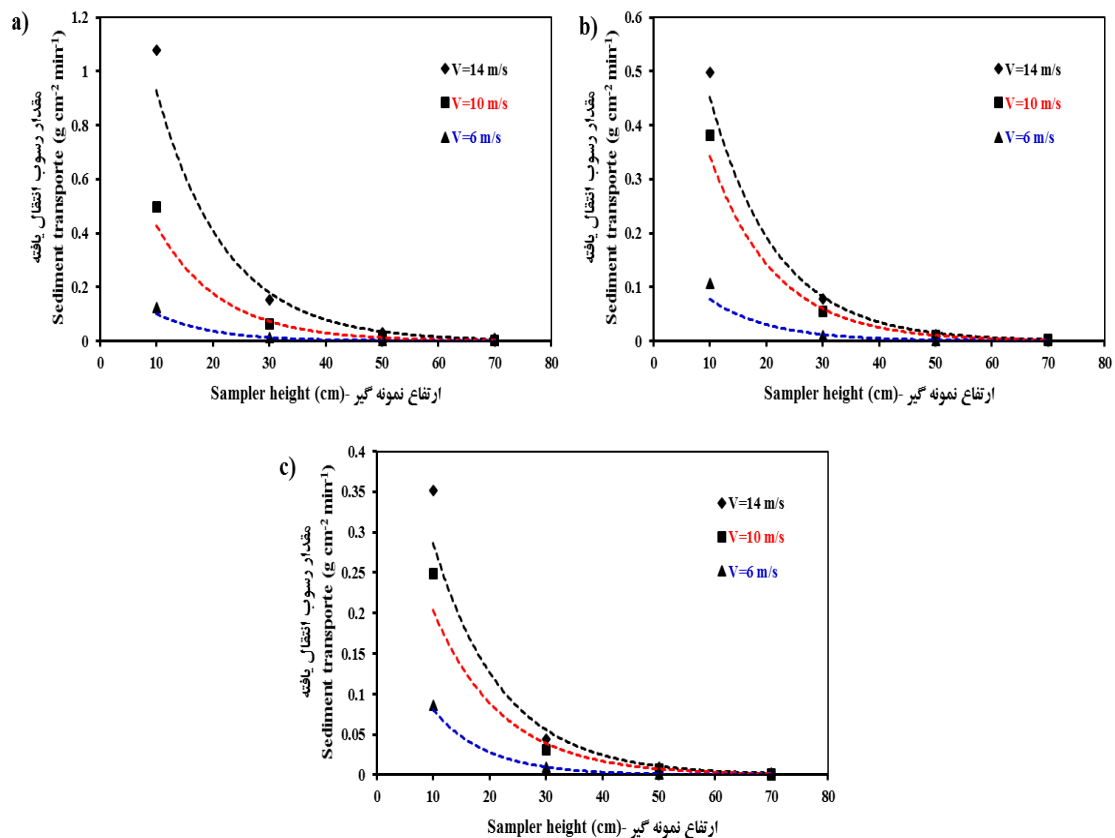 a)
مقدار رسوب انتقال یافته
Sediment transporte (g cm⁻² min⁻¹)
1.2
1
0.8
0.6
0.4
0.2
0
V=14 m/s
V=10 m/s
V=6 m/s
0 10 20 30 40 50 60 70 80
Sampler height (cm)- ارتفاع نمونه گیر
b)
مقدار رسوب انتقال یافته
Sediment transporte (g cm⁻² min⁻¹)
0.6
0.5
0.4
0.3
0.2
0.1
0
V=14 m/s
V=10 m/s
V=6 m/s
0 10 20 30 40 50 60 70 80
Sampler height (cm)- ارتفاع نمونه گیر
c)
مقدار رسوب انتقال یافته
Sediment transporte (g cm⁻² min⁻¹)
0.4
0.35
0.3
0.25
0.2
0.15
0.1
0.05
0
V=14 m/s
V=10 m/s
V=6 m/s
0 10 20 30 40 50 60 70 80
Sampler height (cm)- ارتفاع نمونه گیر